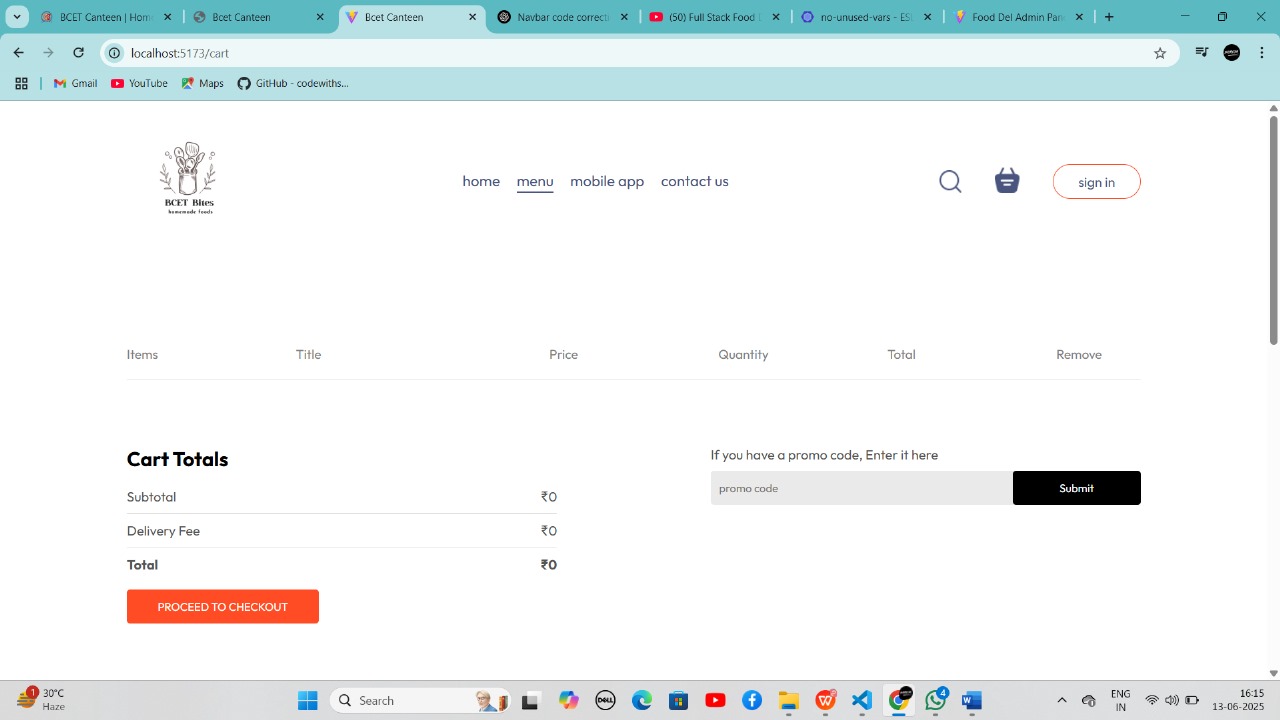 BCET Canteen | Hom
Bcet Canteen
Bcet Canteen
Navbar code correcti
(50) Full Stack Food
no-unused-vars - ES
Food Del Admin Pan
localhost:5173/cart
Gmail
YouTube
Maps
GitHub - codewiths...
BCET Bites
homemade foods
home
menu
mobile app
contact us
sign in
Items
Title
Price
Quantity
Total
Remove
Cart Totals
If you have a promo code, Enter it here
Subtotal
₹0
promo code
Submit
Delivery Fee
₹0
Total
₹0
PROCEED TO CHECKOUT
1
30°C
Haze
Search
DELL
4
ENG
IN
16:15
13-06-2025